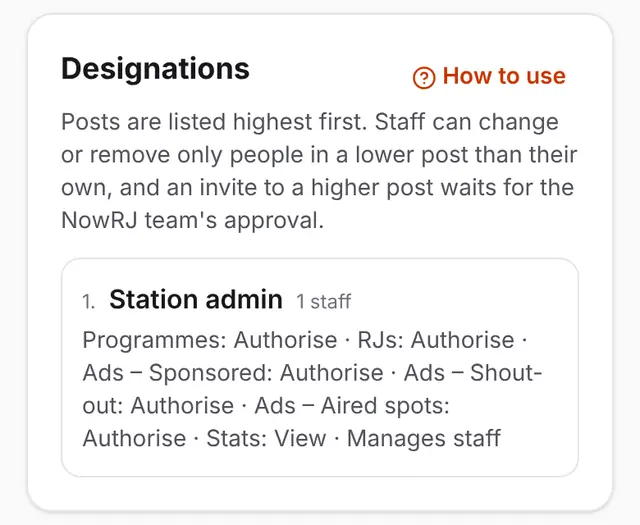 Designations
How to use
Posts are listed highest first. Staff can change
or remove only people in a lower post than their
own, and an invite to a higher post waits for the
NowRJ team's approval.
1. Station admin 1 staff
Programmes: Authorise · RJs: Authorise ·
Ads – Sponsored: Authorise · Ads – Shout-
out: Authorise · Ads – Aired spots:
Authorise · Stats: View · Manages staff